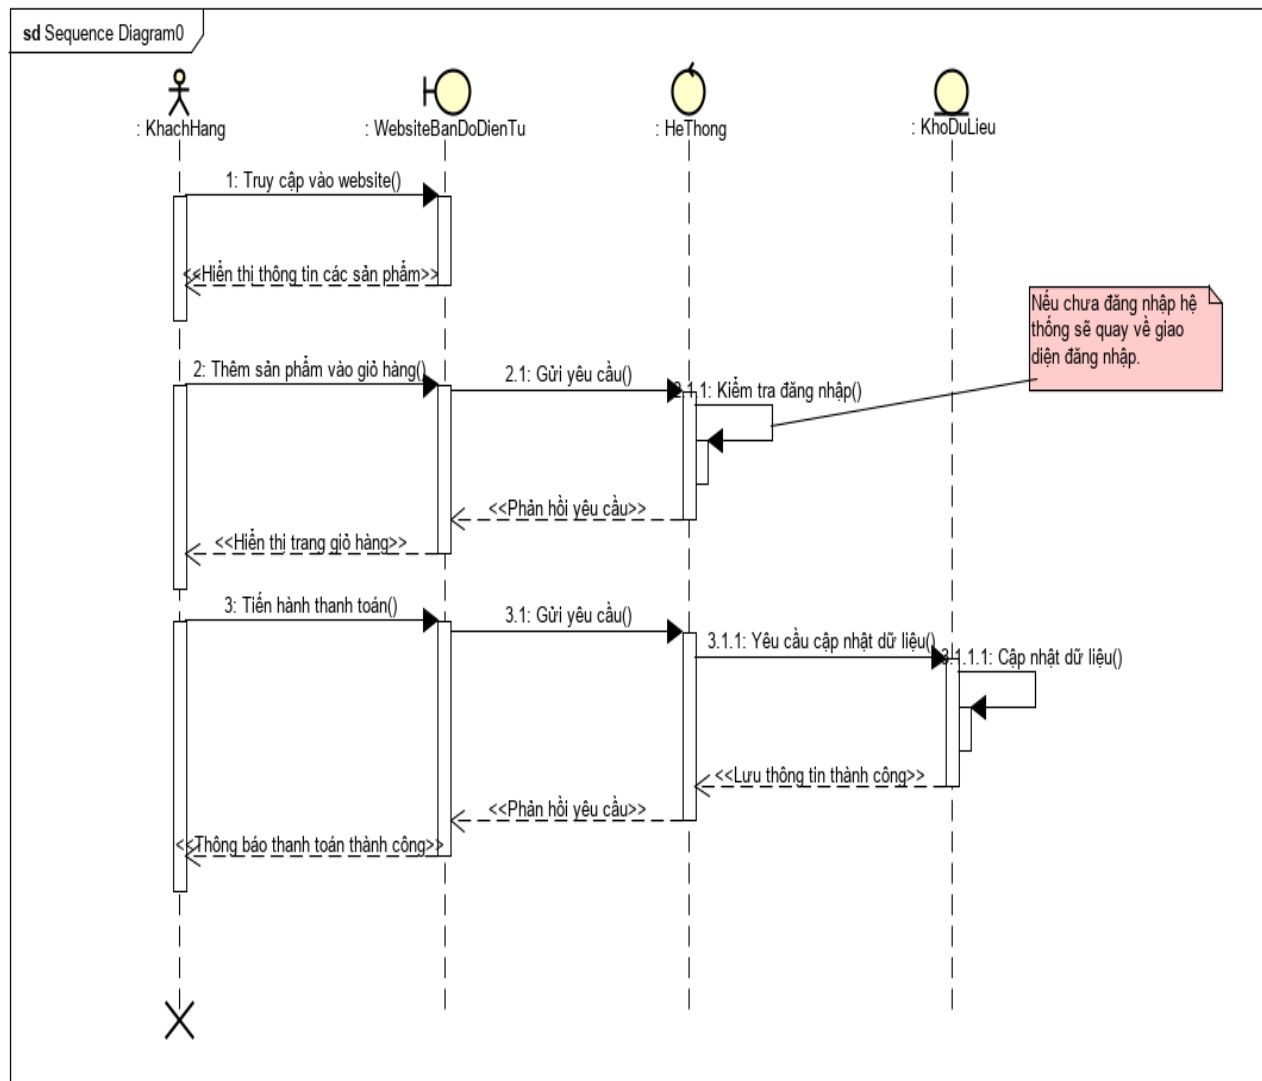 sd Sequence Diagram0
: KhachHang
: WebsiteBanDoDienTu
: HeThong
: KhoDuLieu
1: Truy cập vào website()
<<Hiển thi thông tin các sản phẩm>>
Nếu chưa đăng nhập hệ
thống sẽ quay về giao
diện đăng nhập.
2: Thêm sản phẩm vào giỏ hàng()
2.1: Gửi yêu cầu()
2.1.1: Kiểm tra đăng nhập()
<<Phản hồi yêu cầu>>
<<Hiển thi trang giỏ hàng>>
3: Tiến hành thanh toán()
3.1: Gửi yêu cầu()
3.1.1: Yêu cầu cập nhật dữ liệu()
3.1.1.1: Cập nhật dữ liệu()
<<Lưu thông tin thành công>>
<<Phản hồi yêu cầu>>
<<Thông báo thanh toán thành công>>